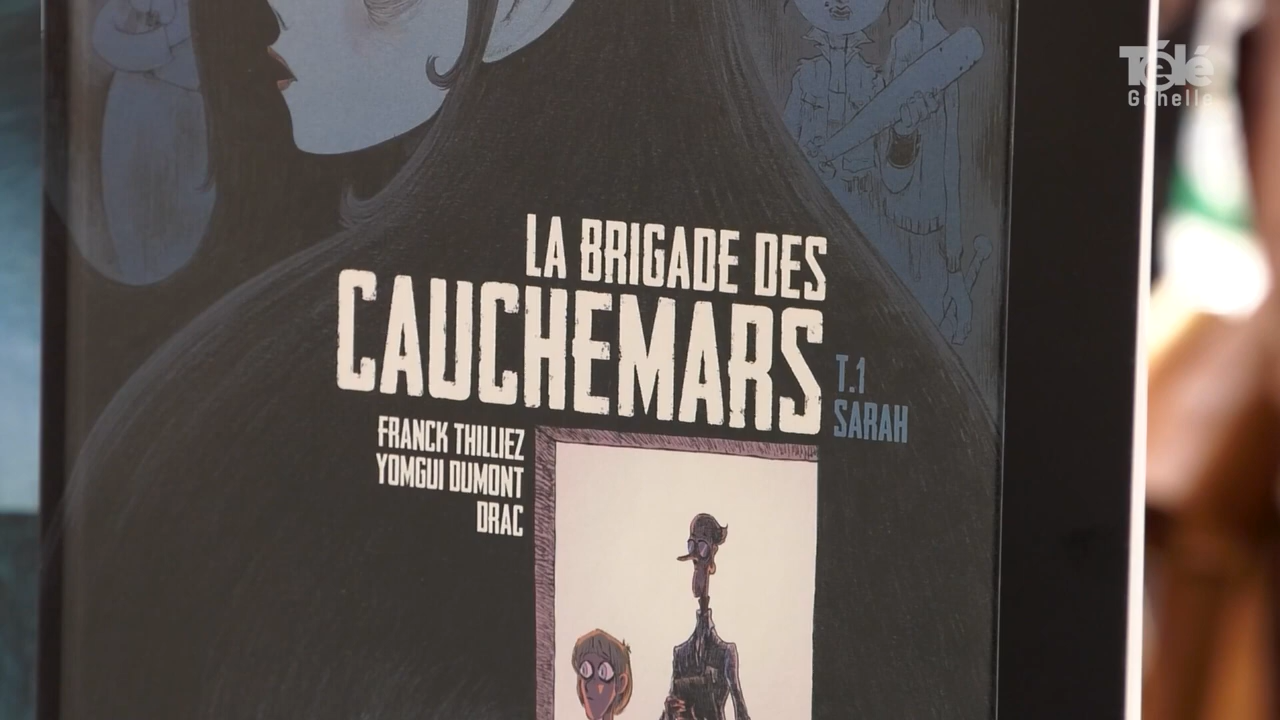 Télé
Gohelle
LA BRIGADE DES
CAUCHEMARS
T.1
SARAH
FRANCK THILLIEZ
YOMGUI DUMONT
DRAC